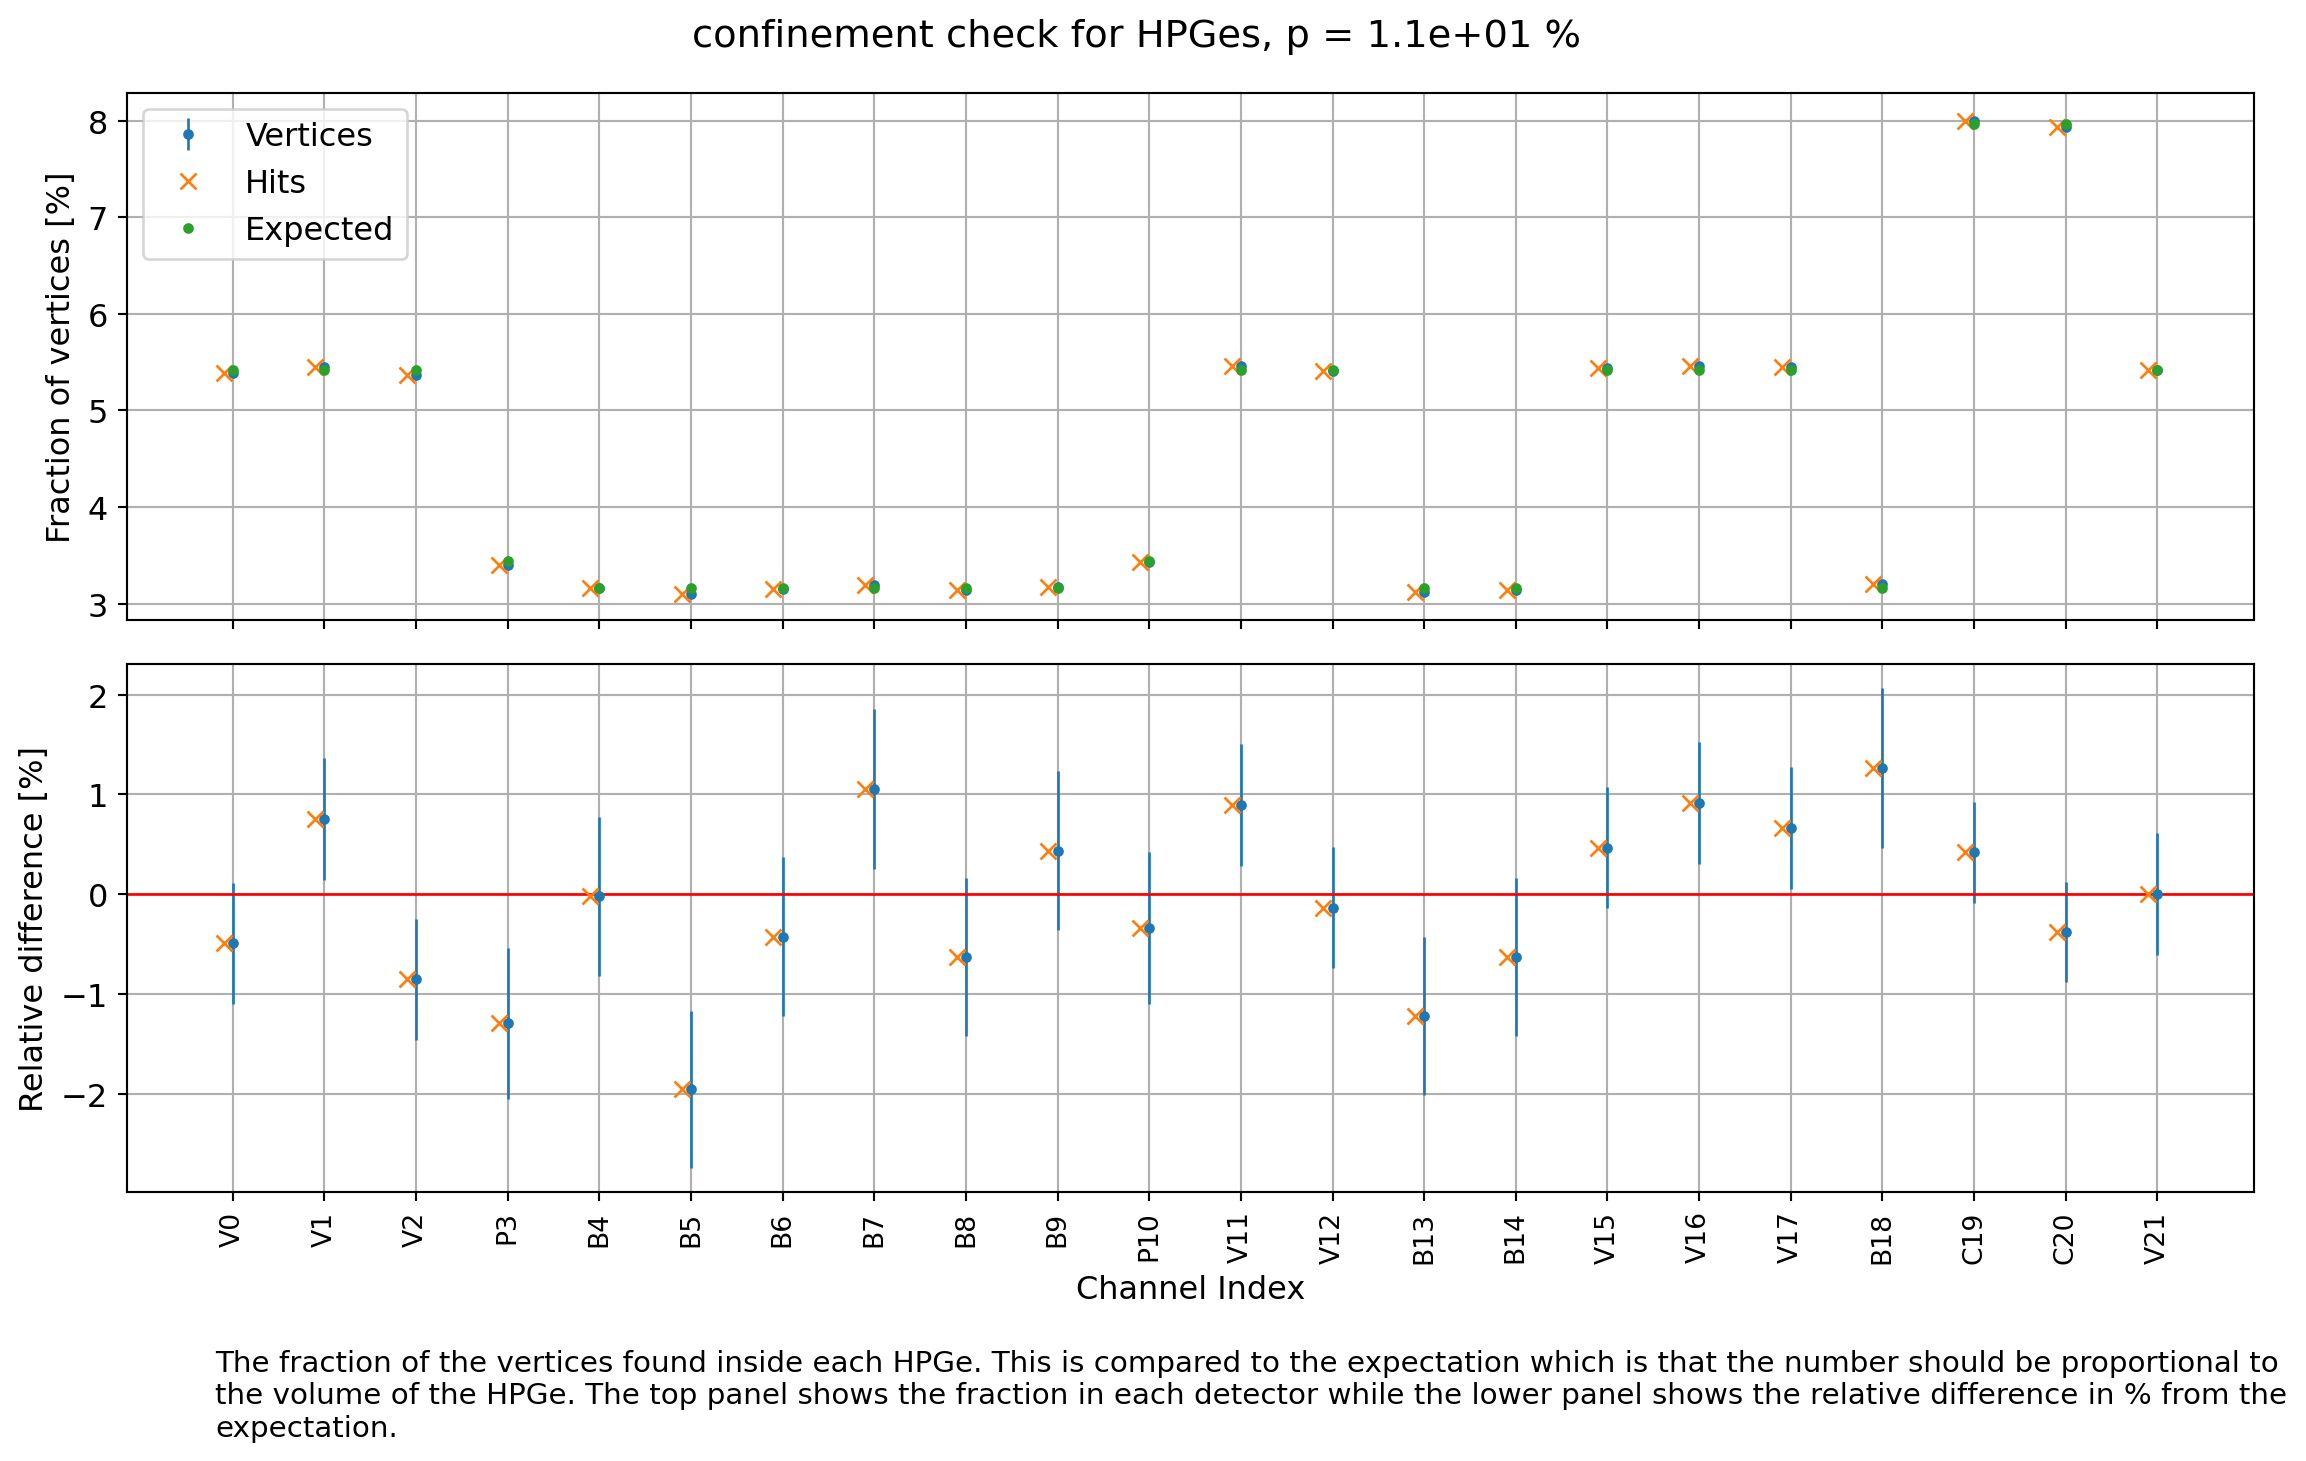 confinement check for HPGes, p = 1.1e+01 %
Vertices
Hits
Expected
Fraction of vertices [%]
8
7
6
5
4
3
Relative difference [%]
2
1
0
−1
−2
V0 V1 V2 P3 B4 B5 B6 B7 B8 B9 P10 V11 V12 B13 B14 V15 V16 V17 B18 C19 C20 V21
Channel Index
The fraction of the vertices found inside each HPGe. This is compared to the expectation which is that the number should be proportional to
the volume of the HPGe. The top panel shows the fraction in each detector while the lower panel shows the relative difference in % from the
expectation.